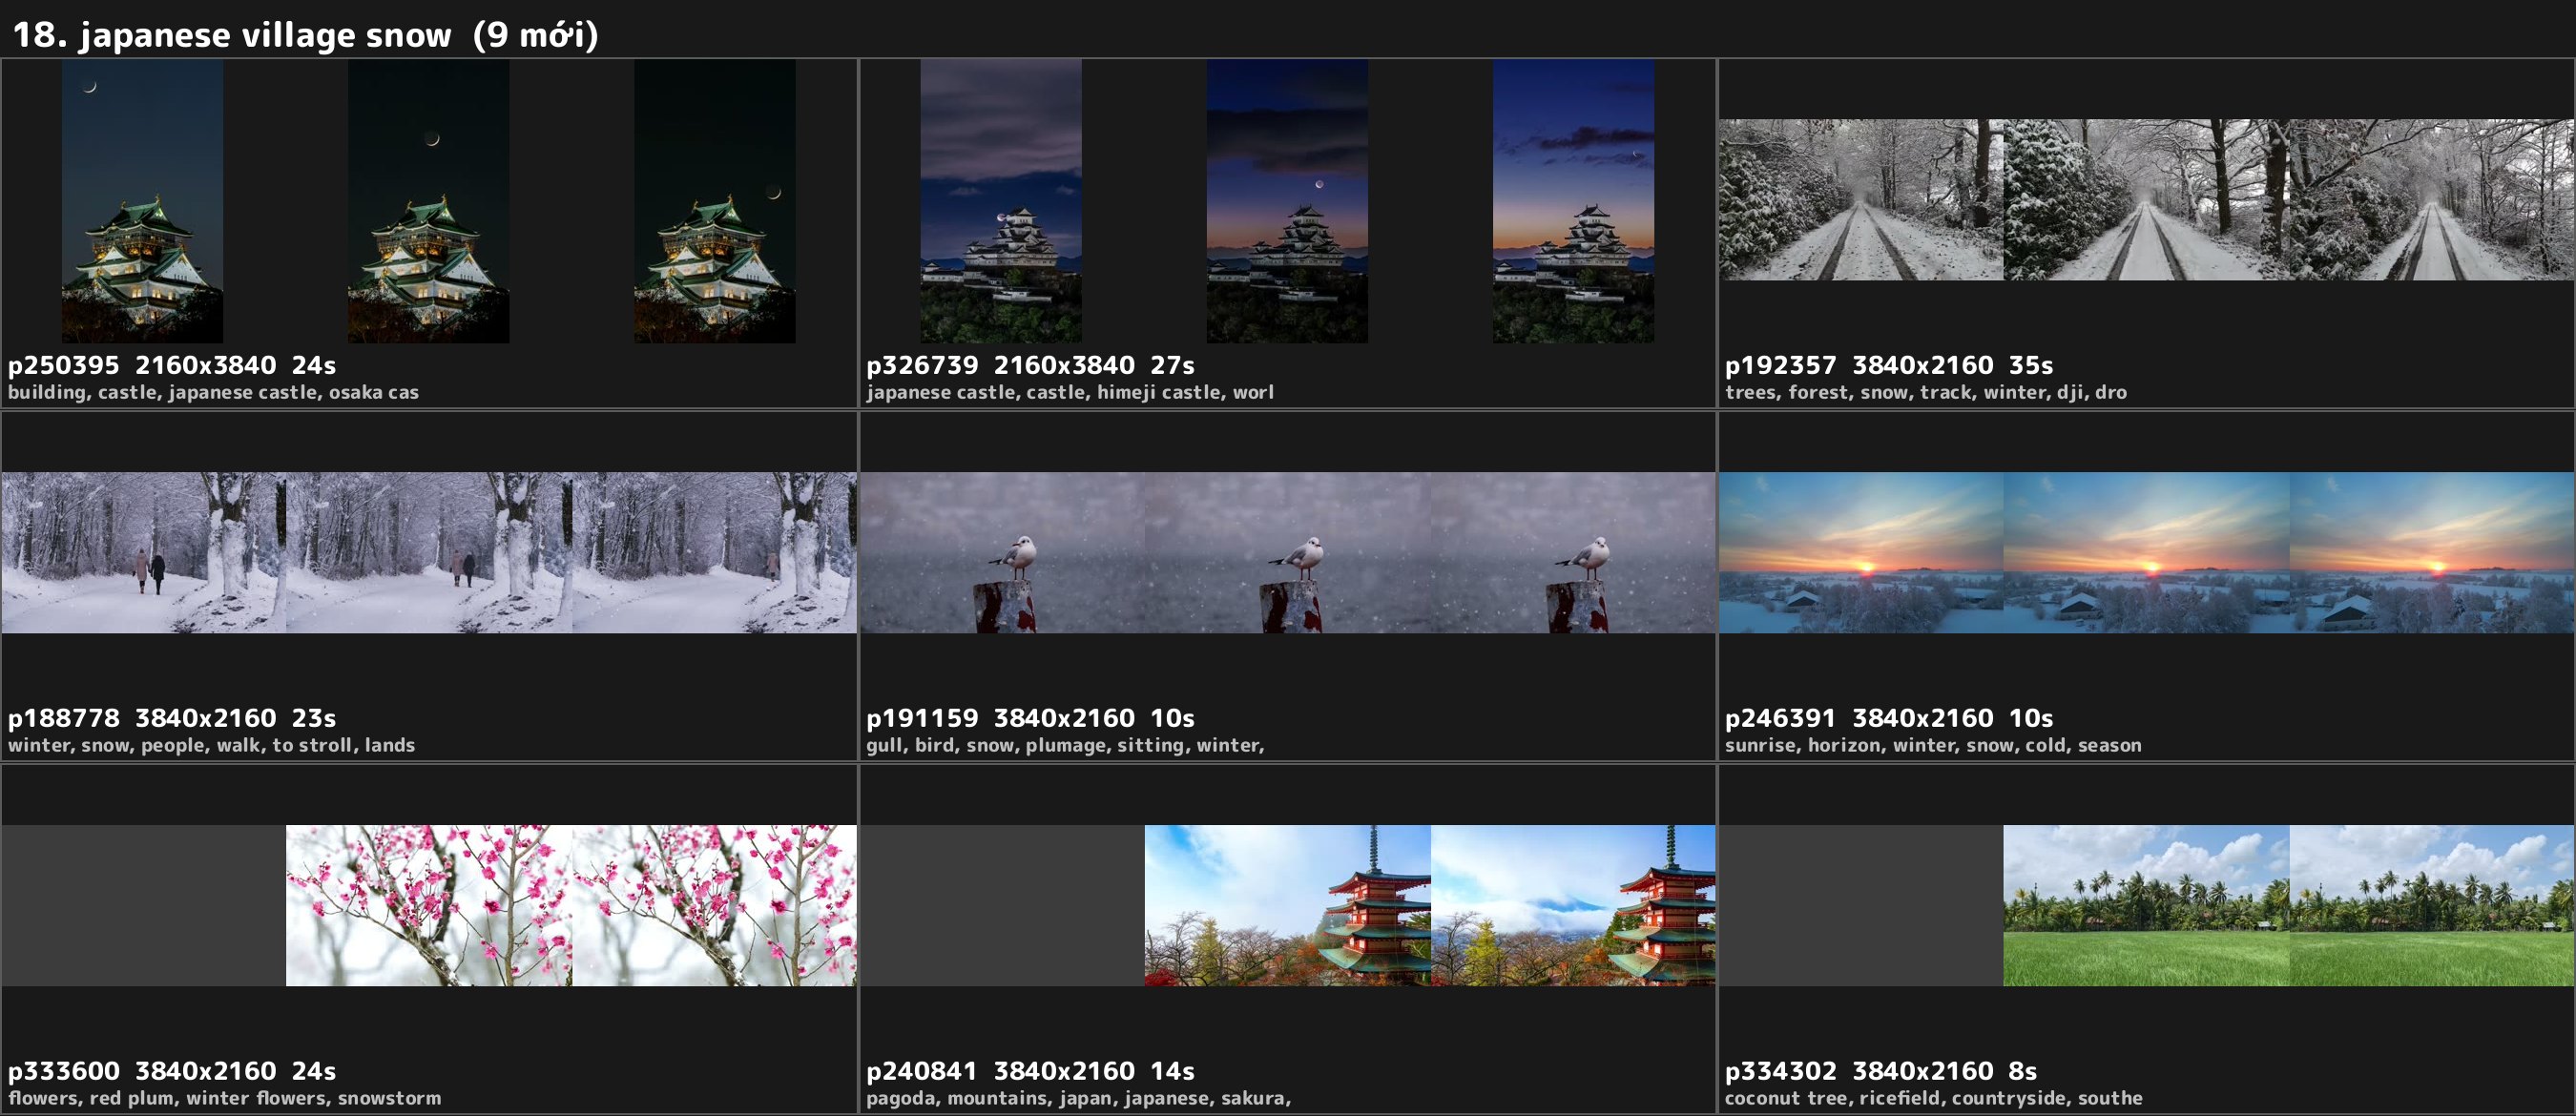 18. japanese village snow (9 mới)
p250395 2160x3840 24s
building, castle, japanese castle, osaka cas
p326739 2160x3840 27s
japanese castle, castle, himeji castle, worl
p192357 3840x2160 35s
trees, forest, snow, track, winter, dji, dro
p188778 3840x2160 23s
winter, snow, people, walk, to stroll, lands
p191159 3840x2160 10s
gull, bird, snow, plumage, sitting, winter,
p246391 3840x2160 10s
sunrise, horizon, winter, snow, cold, season
p333600 3840x2160 24s
flowers, red plum, winter flowers, snowstorm
p240841 3840x2160 14s
pagoda, mountains, japan, japanese, sakura,
p334302 3840x2160 8s
coconut tree, ricefield, countryside, southe